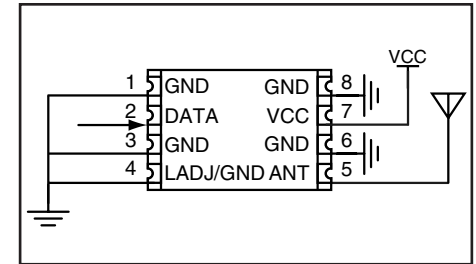 VCC
1 GND GND 8
2 DATA VCC 7
3 GND GND 6
4 LADJ/GND ANT 5